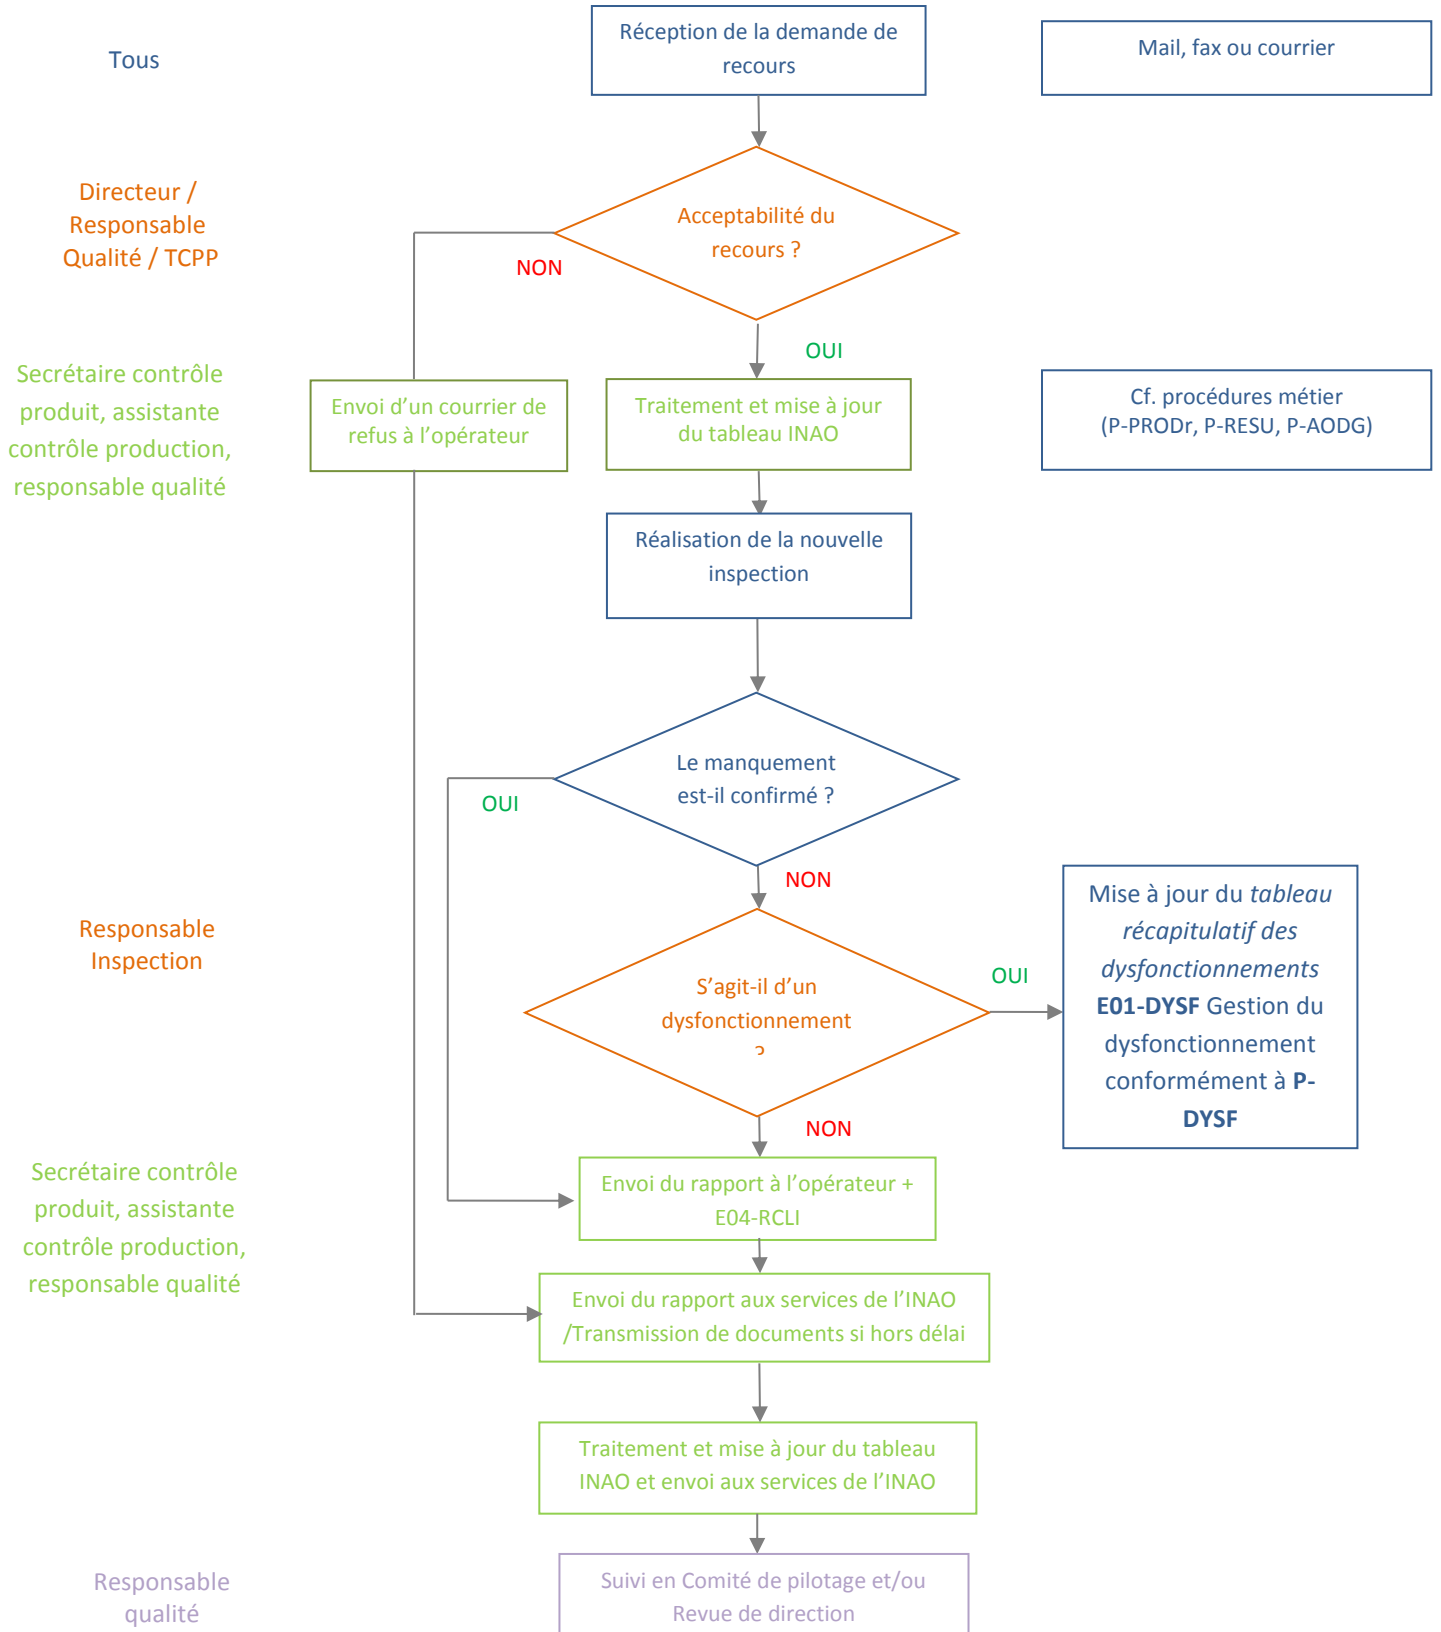 Tous
Réception de la demande de
recours
Mail, fax ou courrier
Directeur /
Responsable
Qualité / TCPP
Acceptabilité du
recours ?
NON
OUI
Secrétaire contrôle
produit, assistante
contrôle production,
responsable qualité
Envoi d’un courrier de
refus à l’opérateur
Traitement et mise à jour
du tableau INAO
Cf. procédures métier
(P-PRODr, P-RESU, P-AODG)
Réalisation de la nouvelle
inspection
Le manquement
est-il confirmé ?
OUI
NON
Responsable
Inspection
S’agit-il d’un
dysfonctionnement
?
OUI
Mise à jour du tableau
récapitulatif des
dysfonctionnements
E01-DYSF Gestion du
dysfonctionnement
conformément à P-
DYSF
NON
Secrétaire contrôle
produit, assistante
contrôle production,
responsable qualité
Envoi du rapport à l’opérateur +
E04-RCLI
Envoi du rapport aux services de l’INAO
/Transmission de documents si hors délai
Traitement et mise à jour du tableau
INAO et envoi aux services de l’INAO
Responsable
qualité
Suivi en Comité de pilotage et/ou
Revue de direction